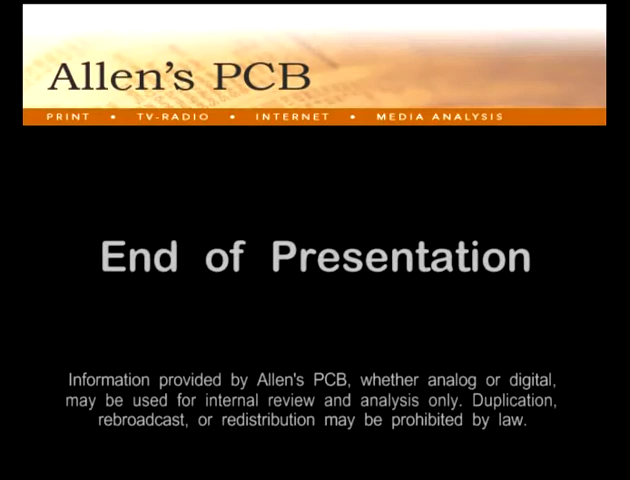 Allen's PCB
PRINT • TV-RADIO • INTERNET • MEDIA ANALYSIS
End of Presentation
Information provided by Allen's PCB, whether analog or digital,
may be used for internal review and analysis only. Duplication,
rebroadcast, or redistribution may be prohibited by law.